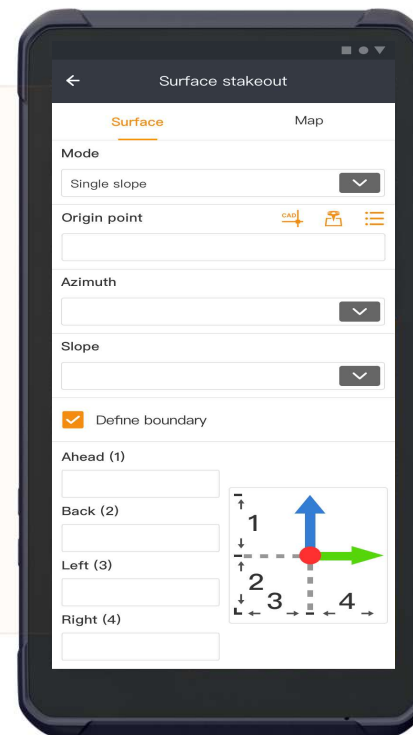 Surface stakeout
Surface
Map
Mode
Single slope
Origin point
CAD
Azimuth
Slope
Define boundary
Ahead (1)
Back (2)
Left (3)
Right (4)
1
2
3
4